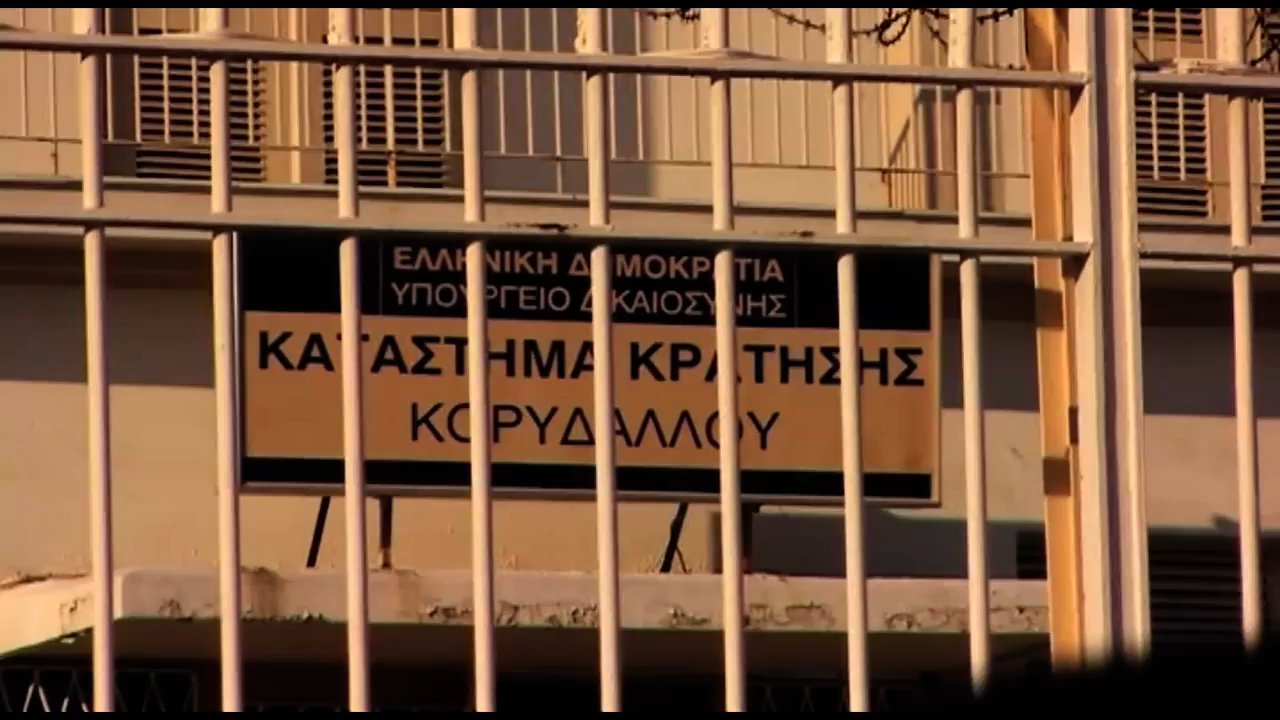 ΕΛΛΗΝΙΚΗ ΔΗΜΟΚΡΑΤΙΑ
ΥΠΟΥΡΓΕΙΟ ΔΙΚΑΙΟΣΥΝΗΣ
ΚΑΤΑΣΤΗΜΑ ΚΡΑΤΗΣΗΣ
ΚΟΡΥΔΑΛΛΟΥ